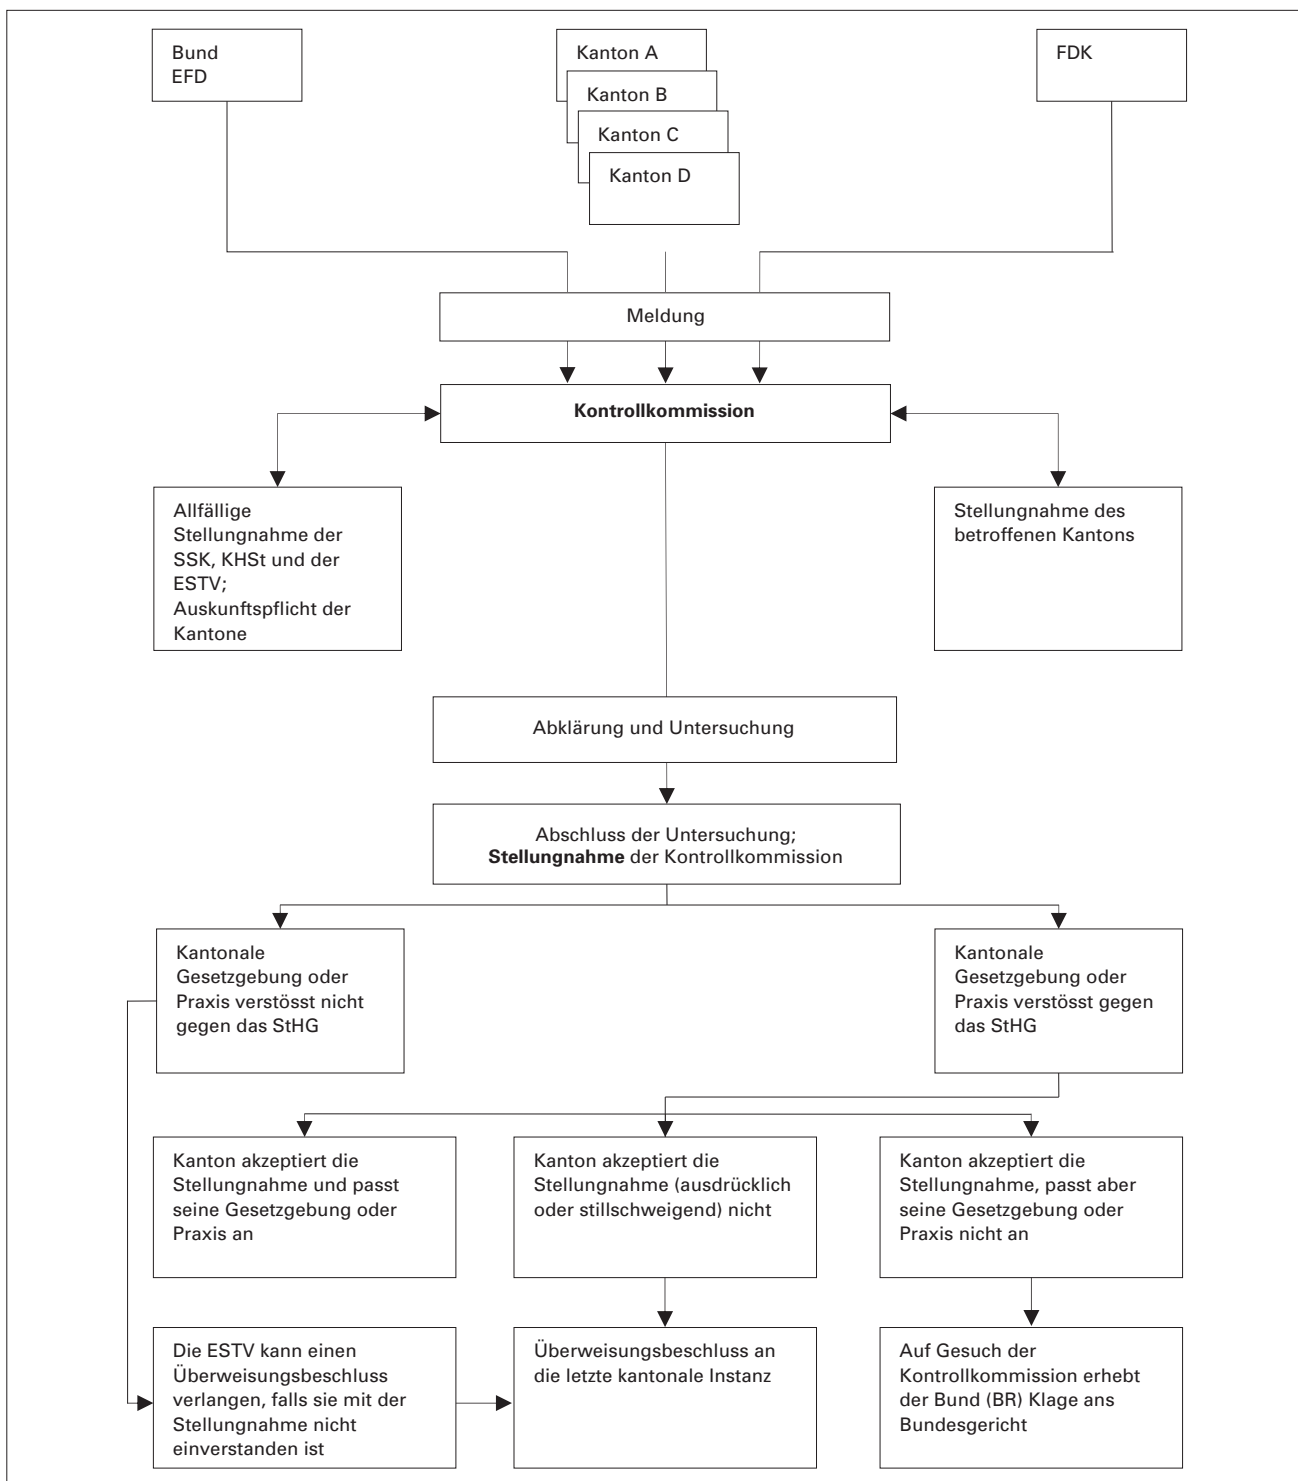 Bund
EFD
Kanton A
Kanton B
Kanton C
Kanton D
FDK
Meldung
Kontrollkommission
Allfällige
Stellungnahme der
SSK, KHSt und der
ESTV;
Auskunftspflicht der
Kantone
Stellungnahme des
betroffenen Kantons
Abklärung und Untersuchung
Abschluss der Untersuchung;
Stellungnahme der Kontrollkommission
Kantonale
Gesetzgebung oder
Praxis verstösst nicht
gegen das StHG
Kantonale
Gesetzgebung oder
Praxis verstösst gegen
das StHG
Kanton akzeptiert die
Stellungnahme und passt
seine Gesetzgebung oder
Praxis an
Kanton akzeptiert die
Stellungnahme (ausdrücklich
oder stillschweigend) nicht
Kanton akzeptiert die
Stellungnahme, passt aber
seine Gesetzgebung oder
Praxis nicht an
Die ESTV kann einen
Überweisungsbeschluss
verlangen, falls sie mit der
Stellungnahme nicht
einverstanden ist
Überweisungsbeschluss an
die letzte kantonale Instanz
Auf Gesuch der
Kontrollkommission erhebt
der Bund (BR) Klage ans
Bundesgericht